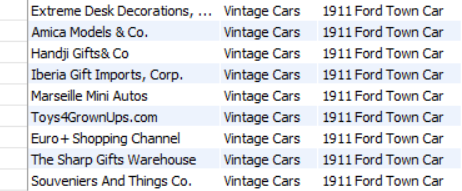 Extreme Desk Decorations, ... Vintage Cars 1911 Ford Town Car
Amica Models & Co. Vintage Cars 1911 Ford Town Car
Handji Gifts& Co Vintage Cars 1911 Ford Town Car
Iberia Gift Imports, Corp. Vintage Cars 1911 Ford Town Car
Marseille Mini Autos Vintage Cars 1911 Ford Town Car
Toys4GrownUps.com Vintage Cars 1911 Ford Town Car
Euro+ Shopping Channel Vintage Cars 1911 Ford Town Car
The Sharp Gifts Warehouse Vintage Cars 1911 Ford Town Car
Souveniers And Things Co. Vintage Cars 1911 Ford Town Car